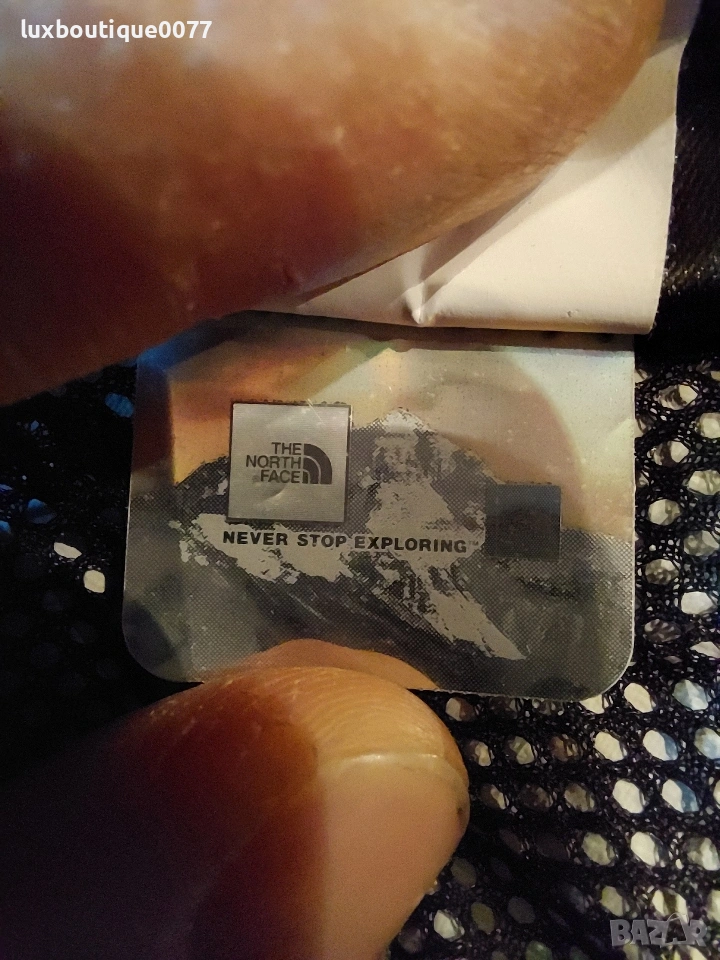 luxboutique0077
THE
NORTH
FACE
NEVER STOP EXPLORING™
BAZAR